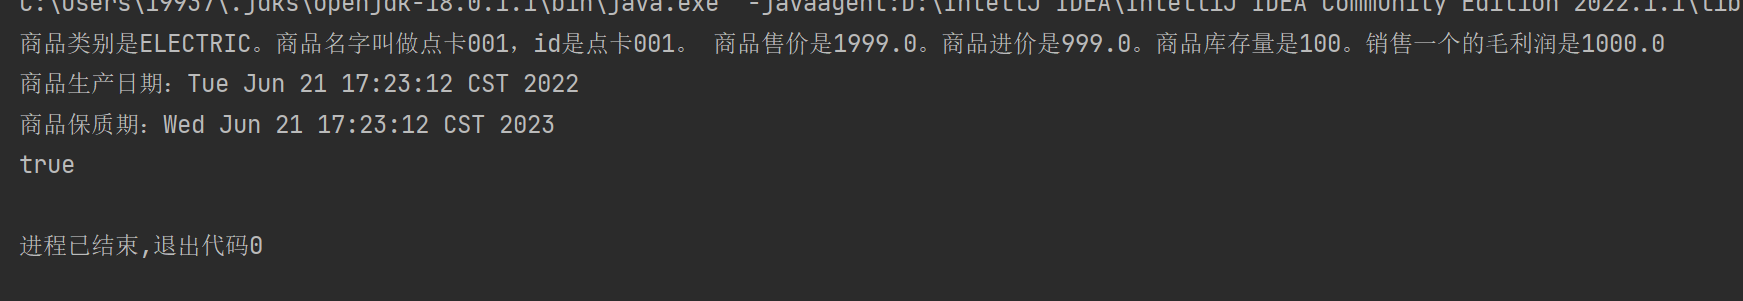 C:\Users\19937\.jdks\openjdk-18.0.1.1\bin\java.exe "-javaagent:D:\IntelLJ IDEA\IntelliJ IDEA Community Edition 2022.1.1\lib
商品类别是ELECTRIC。商品名字叫做点卡001，id是点卡001。 商品售价是1999.0。商品进价是999.0。商品库存量是100。销售一个的毛利润是1000.0
商品生产日期：Tue Jun 21 17:23:12 CST 2022
商品保质期：Wed Jun 21 17:23:12 CST 2023
true
进程已结束,退出代码0